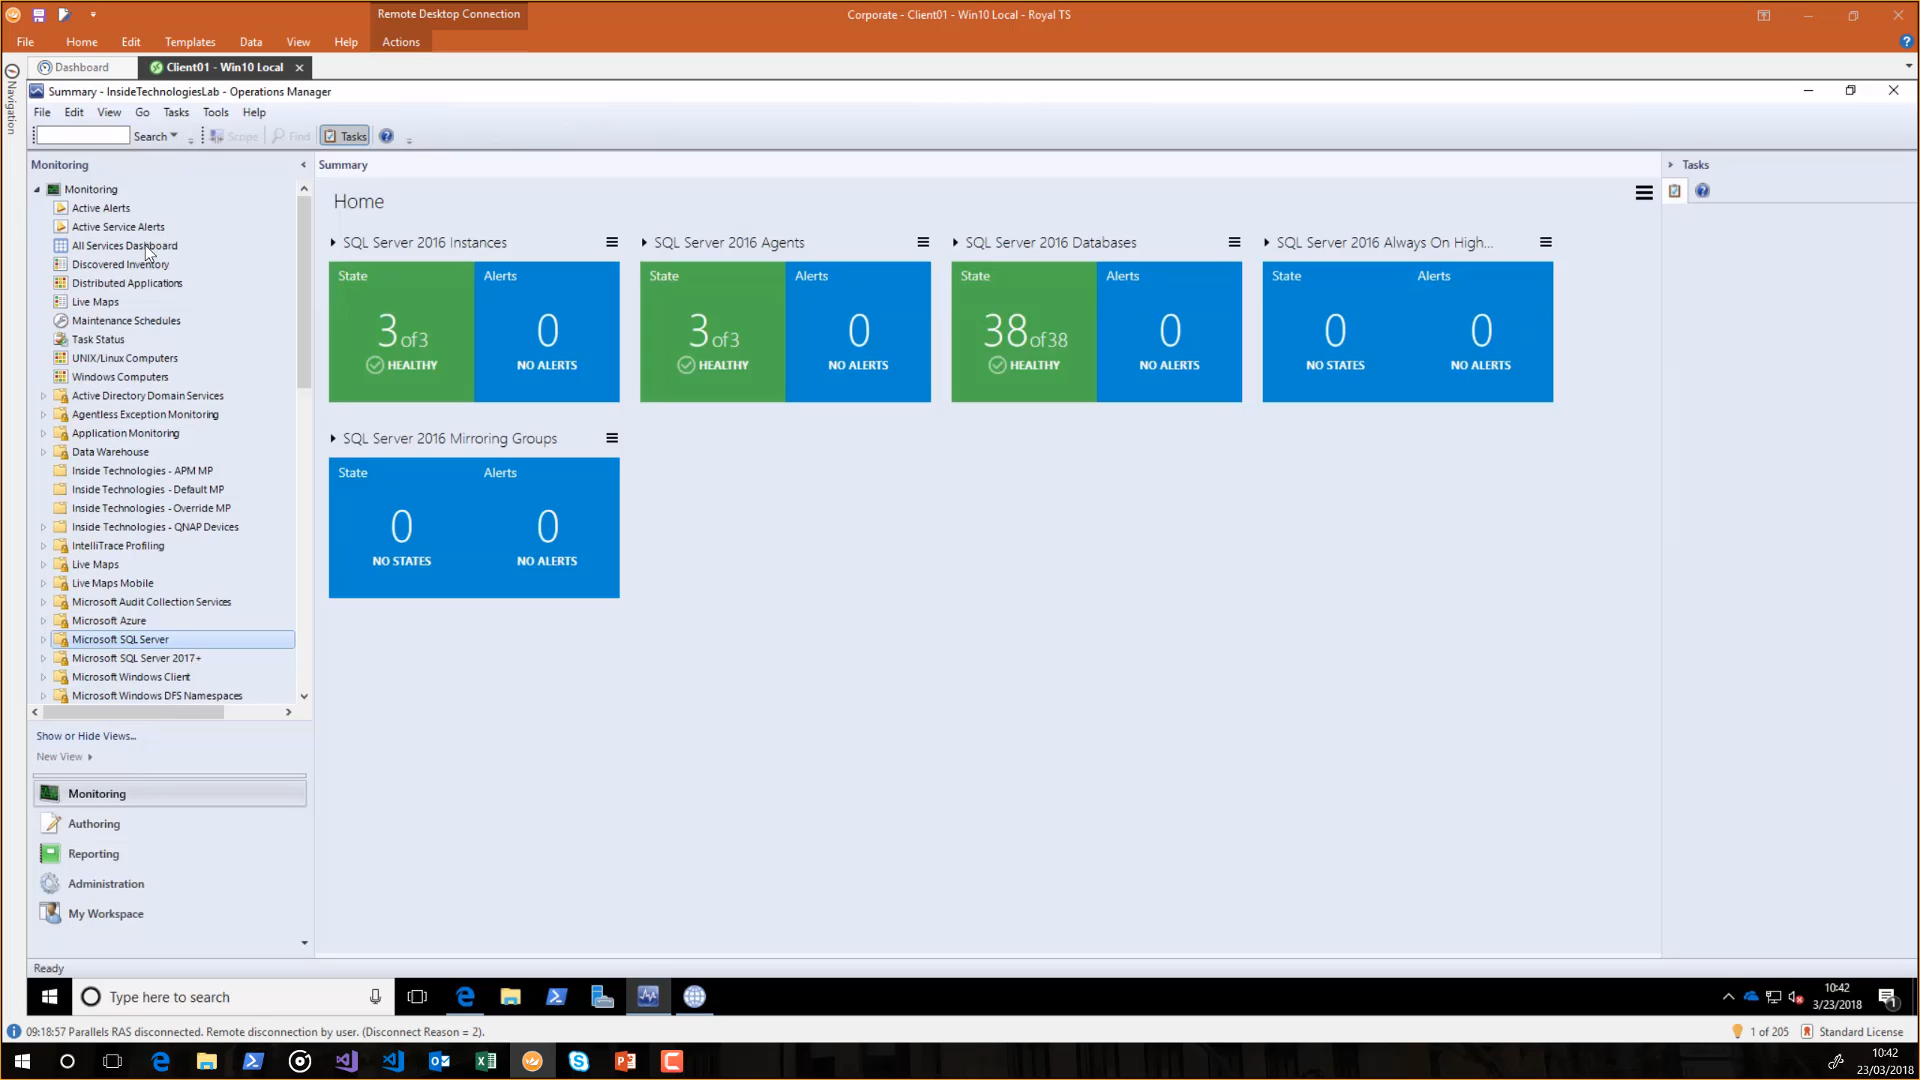 Remote Desktop Connection
Corporate - Client01 - Win10 Local - Royal TS
File Home Edit Templates Data View Help Actions
Navigation
Dashboard
Client01 - Win10 Local
Summary - InsideTechnologiesLab - Operations Manager
File Edit View Go Tasks Tools Help
Search Scope Find Tasks
Monitoring
Monitoring
Active Alerts
Active Service Alerts
All Services Dashboard
Discovered Inventory
Distributed Applications
Live Maps
Maintenance Schedules
Task Status
UNIX/Linux Computers
Windows Computers
Active Directory Domain Services
Agentless Exception Monitoring
Application Monitoring
Data Warehouse
Inside Technologies - APM MP
Inside Technologies - Default MP
Inside Technologies - Override MP
Inside Technologies - QNAP Devices
IntelliTrace Profiling
Live Maps
Live Maps Mobile
Microsoft Audit Collection Services
Microsoft Azure
Microsoft SQL Server
Microsoft SQL Server 2017+
Microsoft Windows Client
Microsoft Windows DFS Namespaces
Show or Hide Views...
New View
Monitoring
Authoring
Reporting
Administration
My Workspace
Summary
Home
SQL Server 2016 Instances
State Alerts
3 of 3 0
HEALTHY NO ALERTS
SQL Server 2016 Agents
State Alerts
3 of 3 0
HEALTHY NO ALERTS
SQL Server 2016 Databases
State Alerts
38 of 38 0
HEALTHY NO ALERTS
SQL Server 2016 Always On High...
State Alerts
0 0
NO STATES NO ALERTS
SQL Server 2016 Mirroring Groups
State Alerts
0 0
NO STATES NO ALERTS
Tasks
Ready
Type here to search
10:42
3/23/2018
1
09:18:57 Parallels RAS disconnected. Remote disconnection by user. (Disconnect Reason = 2).
1 of 205
Standard License
10:42
23/03/2018